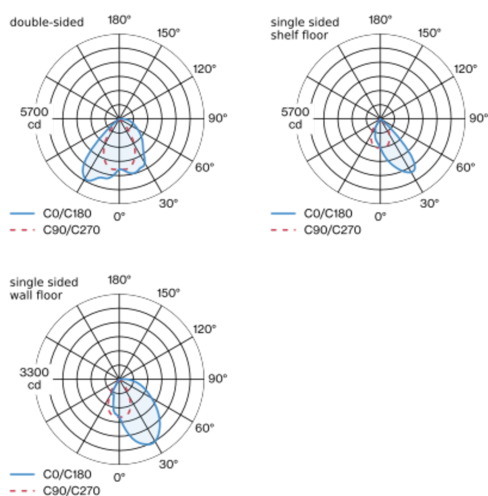 double-sided
180°
150°
120°
90°
60°
30°
0°
5700
cd
C0/C180
C90/C270
single sided
shelf floor
180°
150°
120°
90°
60°
30°
0°
5700
cd
C0/C180
C90/C270
single sided
wall floor
180°
150°
120°
90°
60°
30°
0°
3300
cd
C0/C180
C90/C270